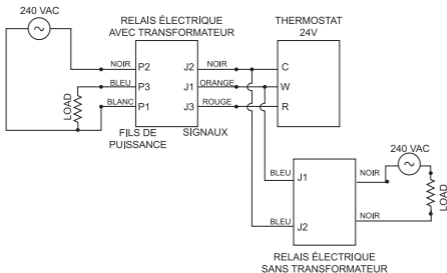 240 VAC
RELAIS ÉLECTRIQUE
AVEC TRANSFORMATEUR
THERMOSTAT
24V
NOIR
P2
J2
NOIR
C
BLEU
P3
J1
ORANGE
W
LOAD
BLANC
P1
J3
ROUGE
R
FILS DE
PUISSANCE
SIGNAUX
240 VAC
BLEU
J1
NOIR
LOAD
BLEU
J2
NOIR
RELAIS ÉLECTRIQUE
SANS TRANSFORMATEUR